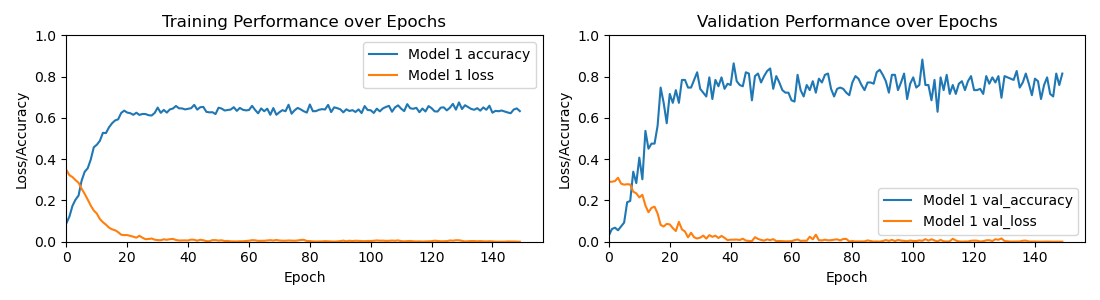 Training Performance over Epochs
Loss/Accuracy
1.0
0.8
0.6
0.4
0.2
0.0
Model 1 accuracy
Model 1 loss
0 20 40 60 80 100 120 140
Epoch
Validation Performance over Epochs
Loss/Accuracy
1.0
0.8
0.6
0.4
0.2
0.0
Model 1 val_accuracy
Model 1 val_loss
0 20 40 60 80 100 120 140
Epoch